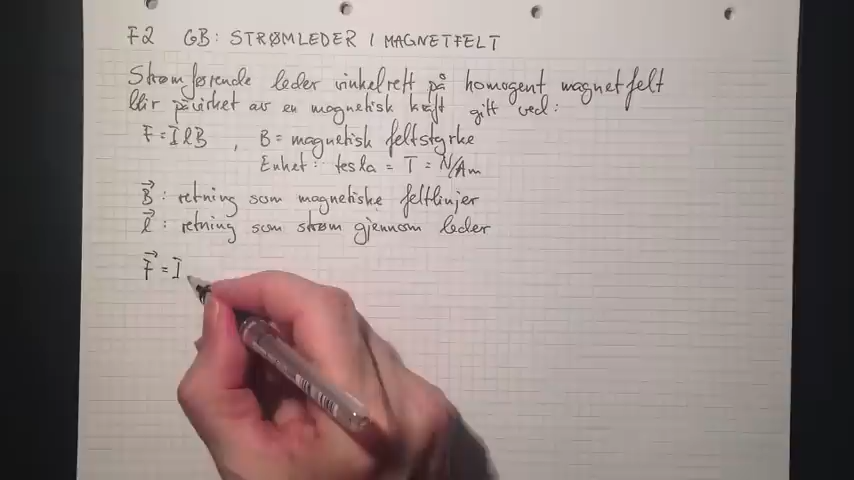 F2 GB: STRØMLEDER I MAGNETFELT
Strømførende leder vinkelrett på homogent magnetfelt
blir påvirket av en magnetisk kraft gitt ved:
F = IlB , B = magnetisk feltstyrke
Enhet: tesla = T = N/Am
B⃗ : retning som magnetiske feltlinjer
l⃗ : retning som strøm gjennom leder
F⃗ = I